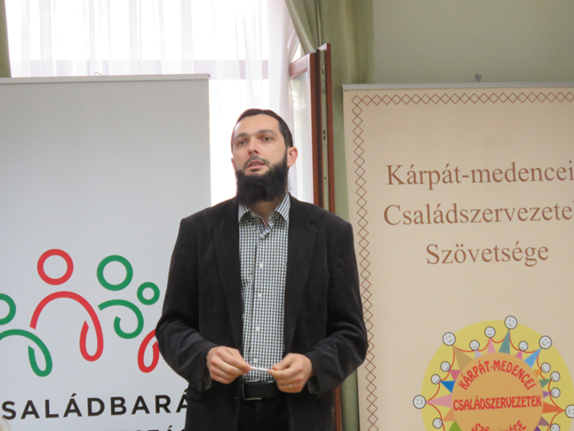 Kárpát-medencei
Családszervezetek
Szövetsége
SALÁDBARÁ
KÁRPÁT-MEDENCEI
CSALÁDSZERVEZETEK